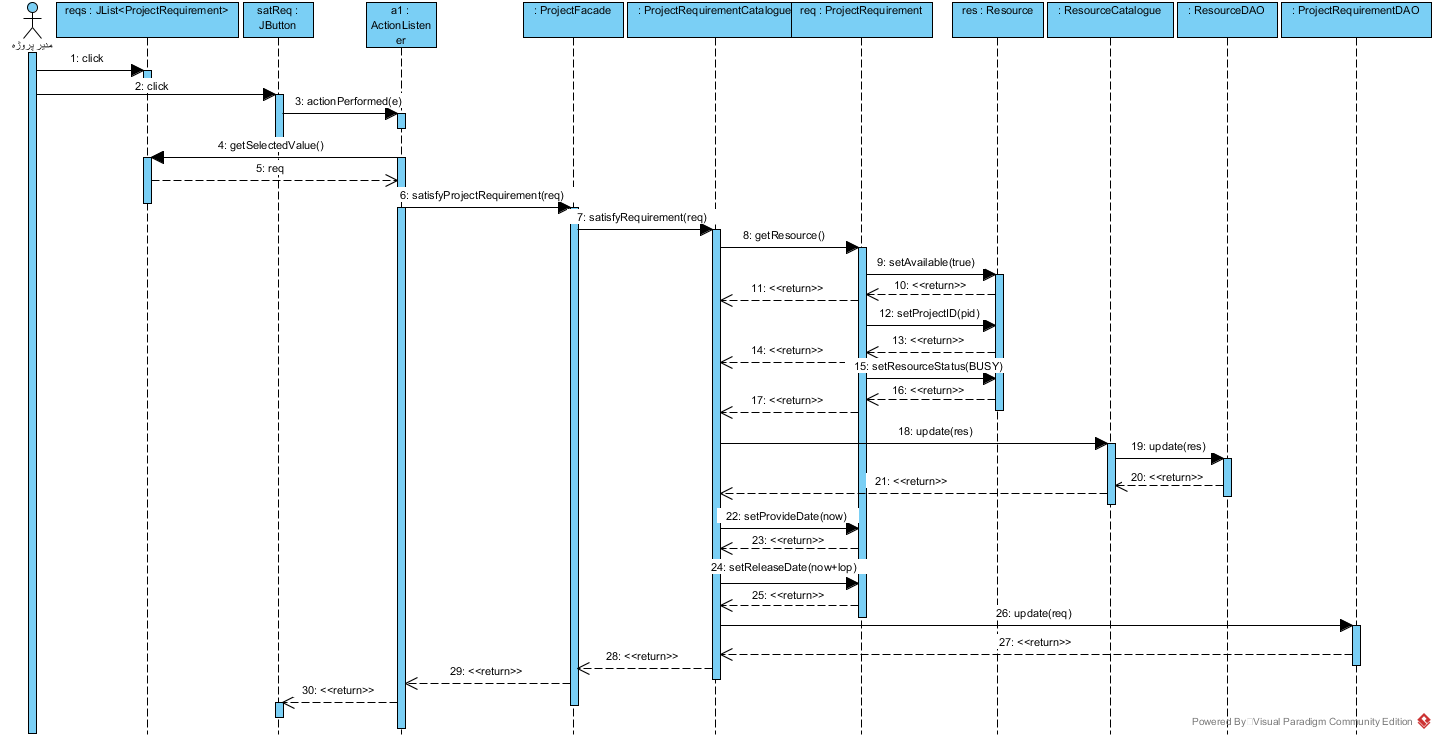 reqs : JList<ProjectRequirement>
satReq :
JButton
a1 :
ActionListen
er
: ProjectFacade
: ProjectRequirementCatalogue
req : ProjectRequirement
res : Resource
: ResourceCatalogue
: ResourceDAO
: ProjectRequirementDAO
مدیر پروژه
1: click
2: click
3: actionPerformed(e)
4: getSelectedValue()
5: req
6: satisfyProjectRequirement(req)
7: satisfyRequirement(req)
8: getResource()
9: setAvailable(true)
10: <<return>>
11: <<return>>
12: setProjectID(pid)
13: <<return>>
14: <<return>>
15: setResourceStatus(BUSY)
16: <<return>>
17: <<return>>
18: update(res)
19: update(res)
20: <<return>>
21: <<return>>
22: setProvideDate(now)
23: <<return>>
24: setReleaseDate(now+lop)
25: <<return>>
26: update(req)
27: <<return>>
28: <<return>>
29: <<return>>
30: <<return>>
Powered By Visual Paradigm Community Edition